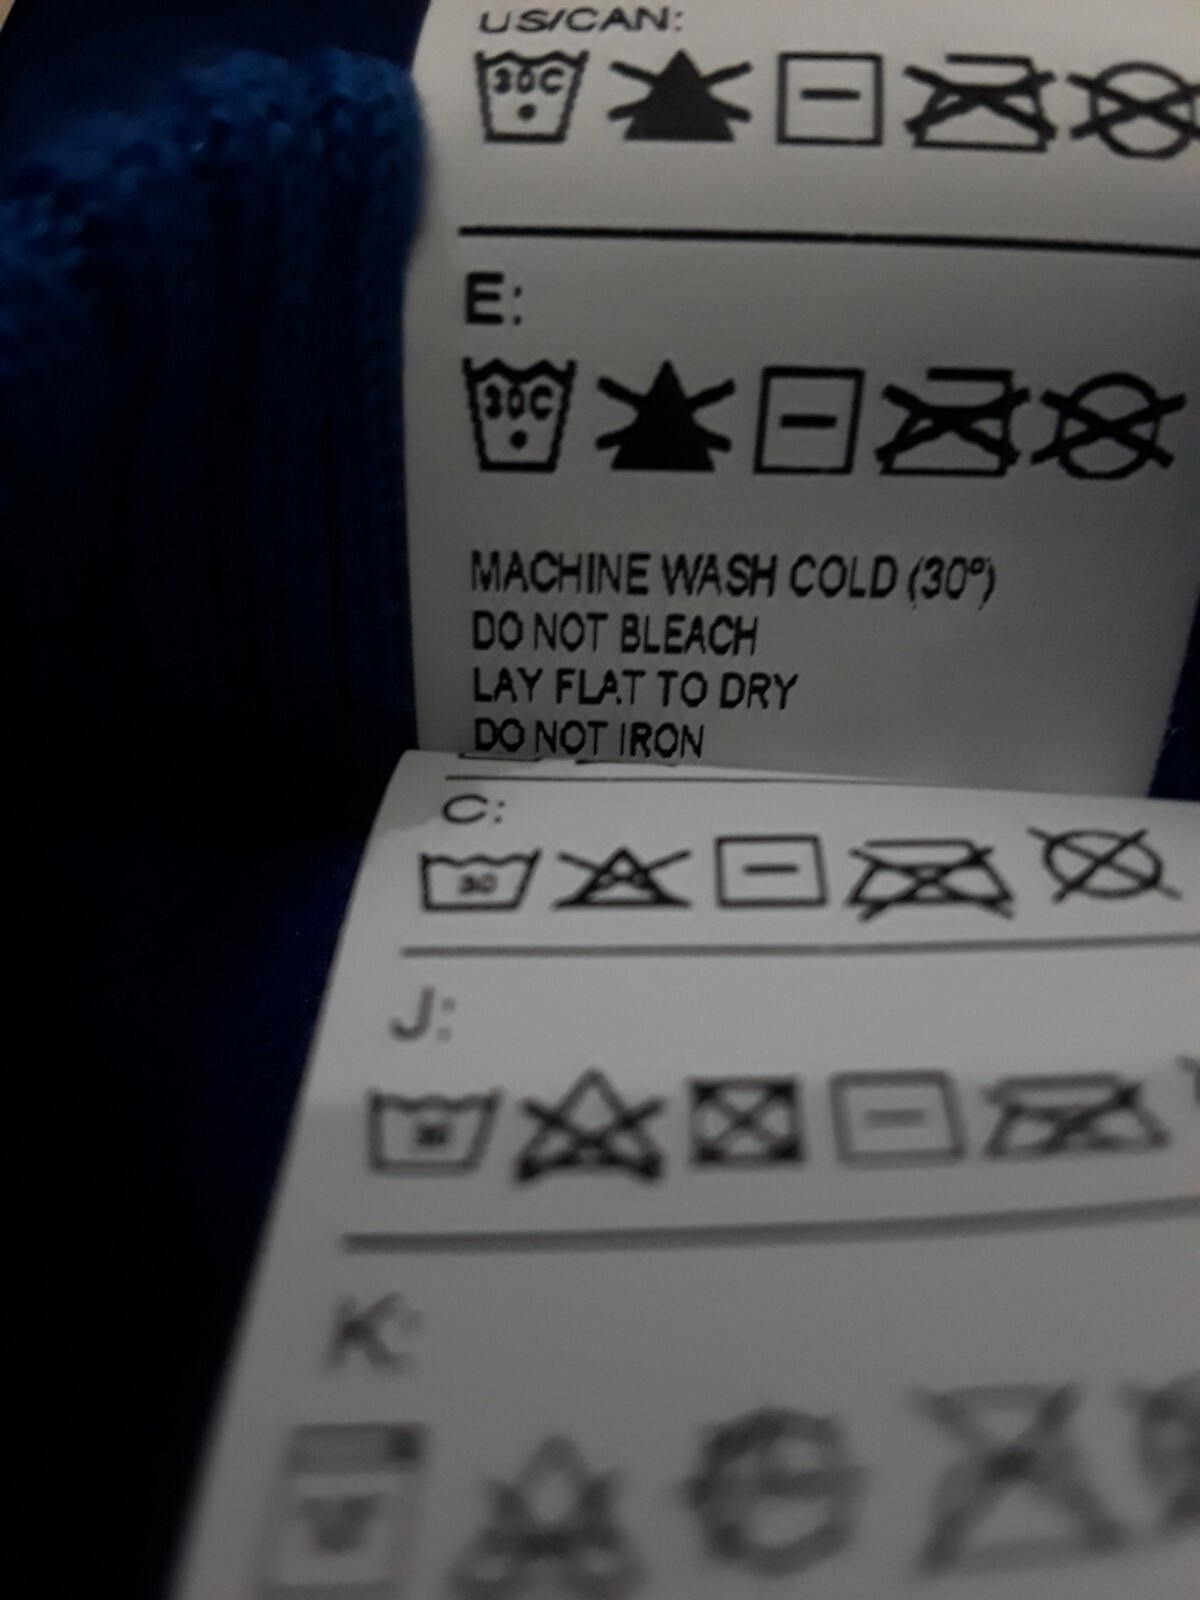 US/CAN:
30C
E:
30C
MACHINE WASH COLD (30°)
DO NOT BLEACH
LAY FLAT TO DRY
DO NOT IRON
C:
30
J:
K: